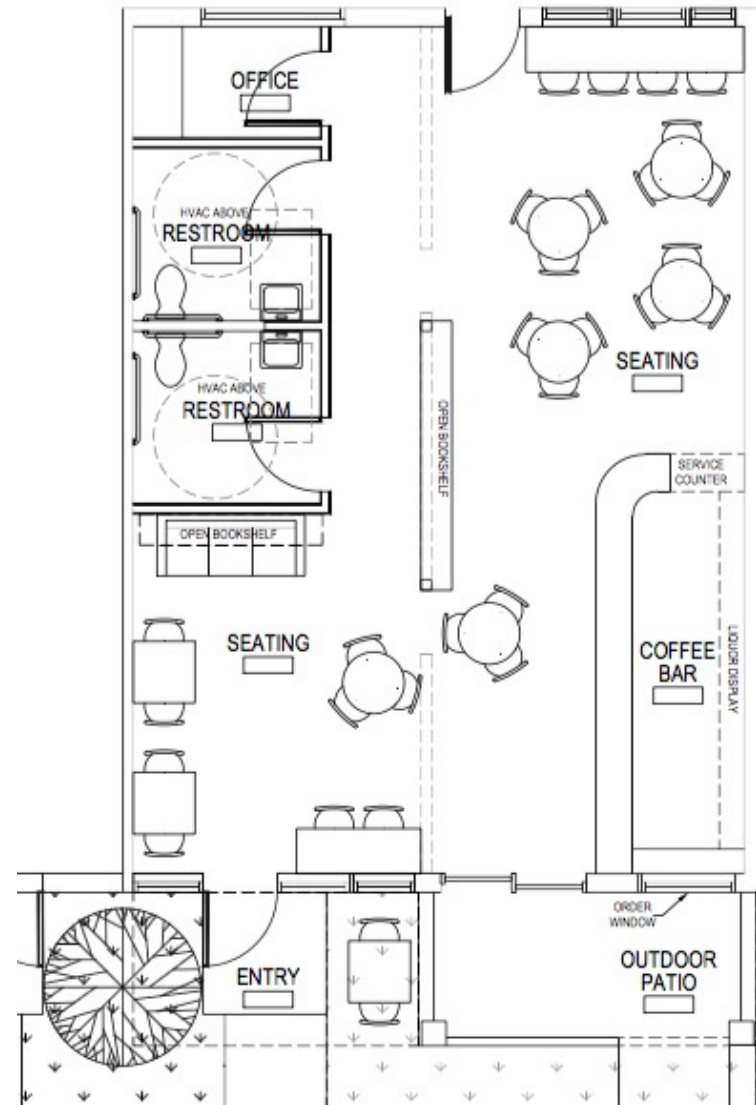 OFFICE
HVAC ABOVE
RESTROOM
HVAC ABOVE
RESTROOM
SEATING
OPEN BOOKSHELF
SERVICE
COUNTER
OPEN BOOKSHELF
SEATING
COFFEE
BAR
LIQUOR DISPLAY
ORDER
WINDOW
ENTRY
OUTDOOR
PATIO